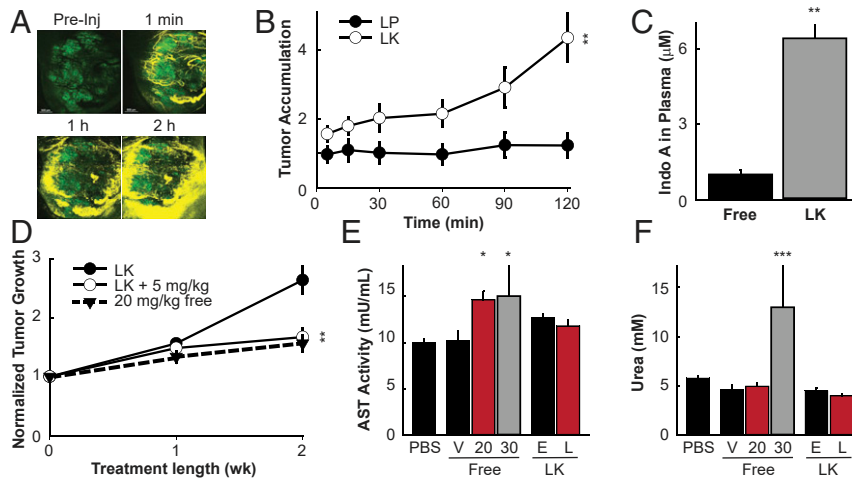 A
Pre-Inj
1 min
1 h
2 h
B
Tumor Accumulation
4
2
0
LP
LK
**
0
30
60
90
120
Time (min)
C
Indo A in Plasma (µM)
6
3
0
**
Free
LK
D
Normalized Tumor Growth
3
2
1
0
LK
LK + 5 mg/kg
20 mg/kg free
**
0
1
2
Treatment length (wk)
E
AST Activity (mU/mL)
15
10
5
0
*
*
PBS
V
20
30
E
L
Free
LK
F
Urea (mM)
15
10
5
0
***
PBS
V
20
30
E
L
Free
LK